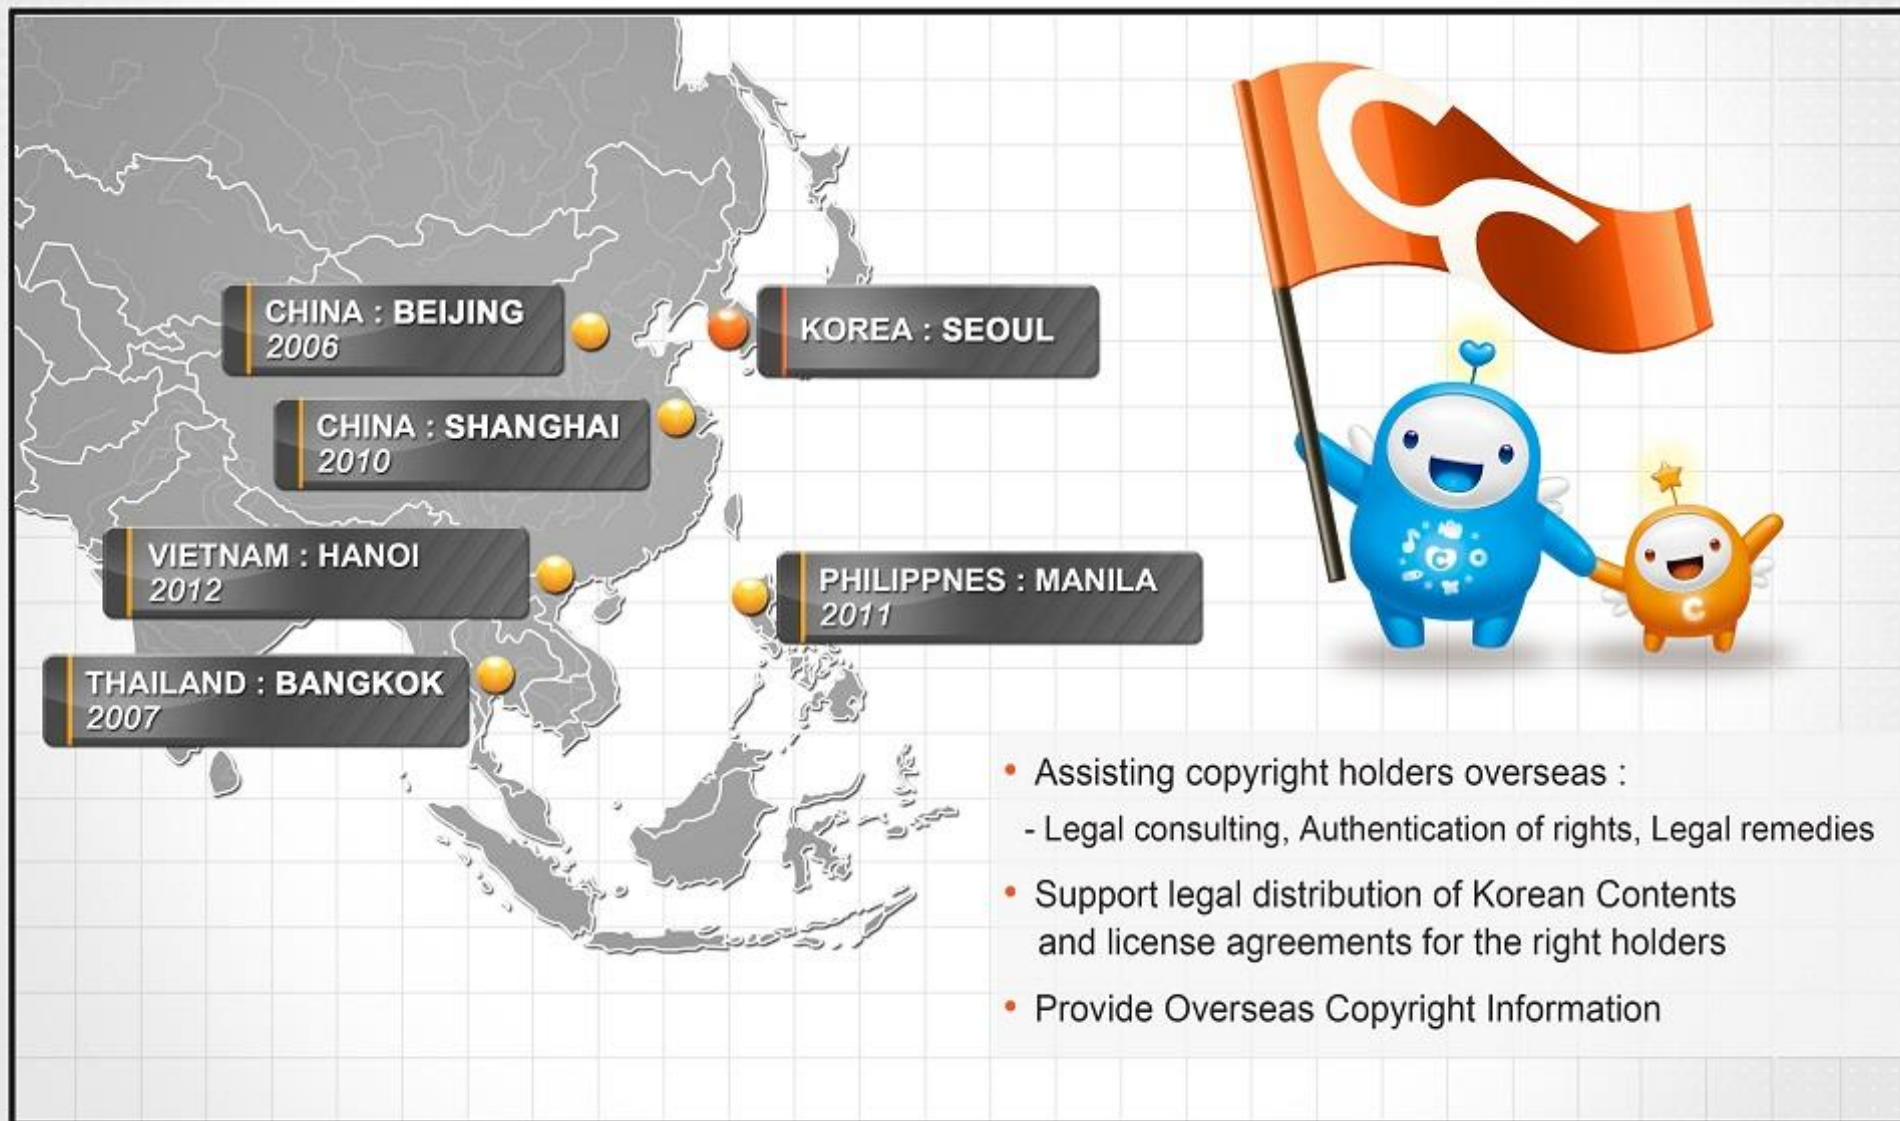 CHINA : BEIJING
2006
KOREA : SEOUL
CHINA : SHANGHAI
2010
VIETNAM : HANOI
2012
PHILIPPNES : MANILA
2011
THAILAND : BANGKOK
2007
C
C
• Assisting copyright holders overseas :
- Legal consulting, Authentication of rights, Legal remedies
• Support legal distribution of Korean Contents
and license agreements for the right holders
• Provide Overseas Copyright Information